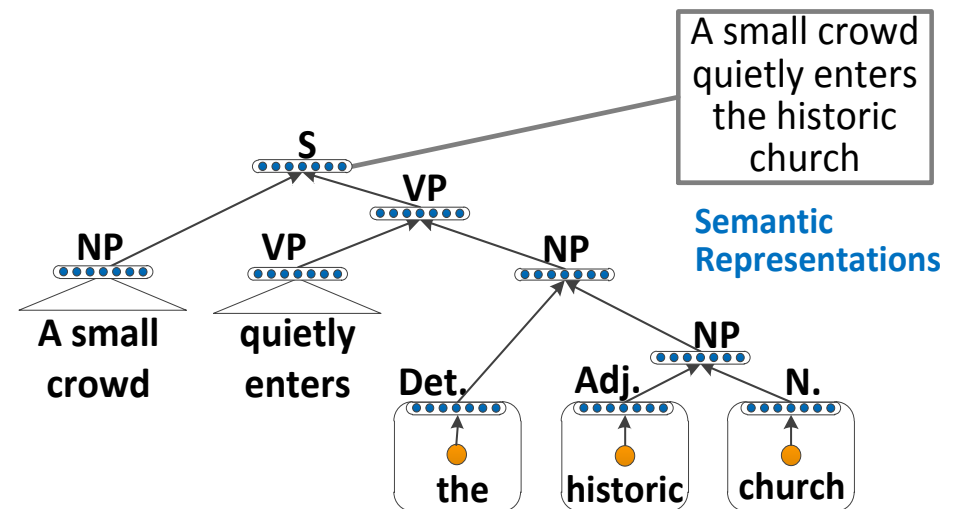 A small crowd
quietly enters
the historic
church
S
VP
Semantic
Representations
NP
VP
NP
A small
crowd
quietly
enters
NP
Det.
Adj.
N.
the
historic
church